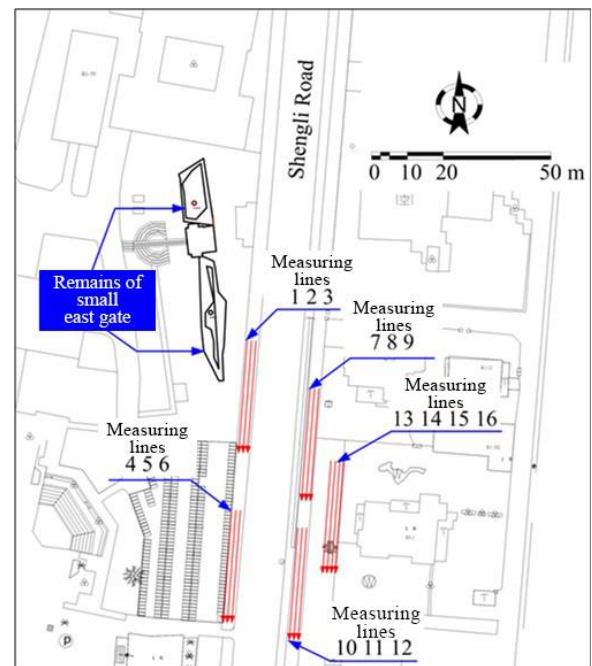 Shengli Road
N
0 10 20 50 m
Remains of
small
east gate
Measuring
lines
1 2 3
Measuring
lines
7 8 9
Measuring
lines
13 14 15 16
Measuring
lines
4 5 6
Measuring
lines
10 11 12
P